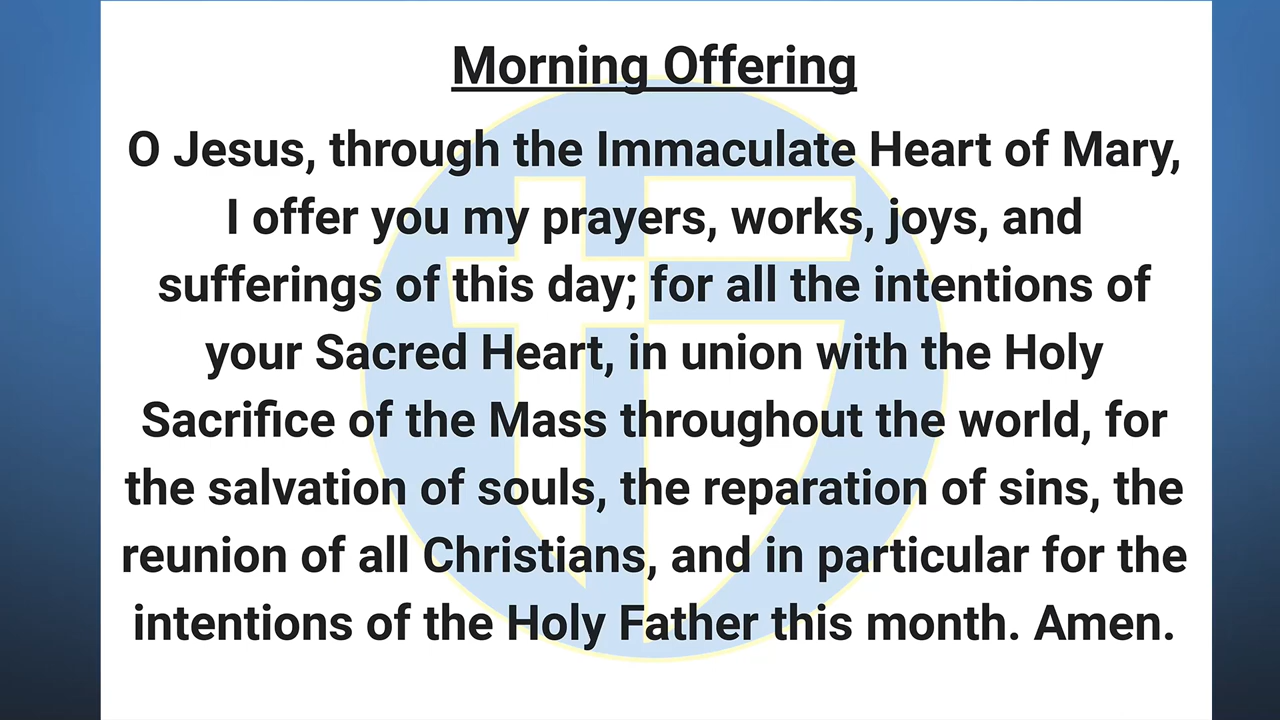 Morning Offering
O Jesus, through the Immaculate Heart of Mary,
I offer you my prayers, works, joys, and
sufferings of this day; for all the intentions of
your Sacred Heart, in union with the Holy
Sacrifice of the Mass throughout the world, for
the salvation of souls, the reparation of sins, the
reunion of all Christians, and in particular for the
intentions of the Holy Father this month. Amen.